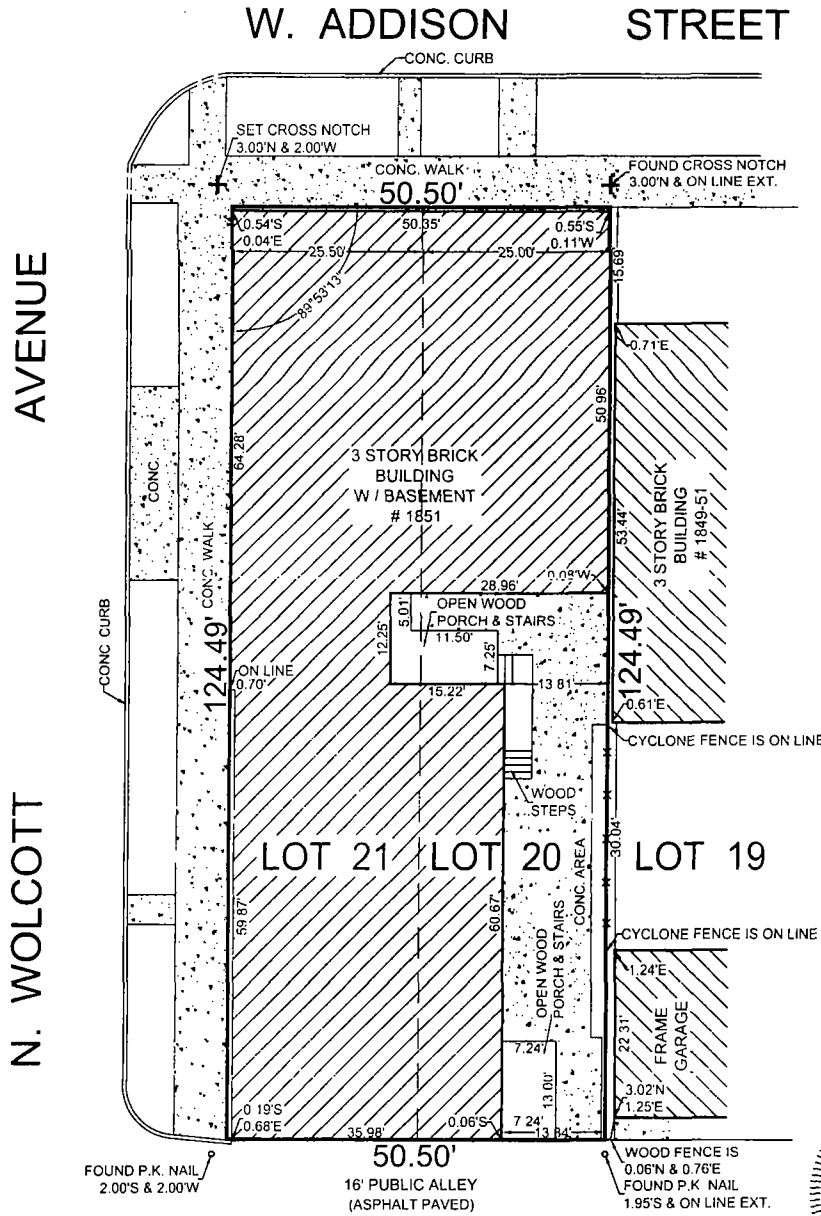 W. ADDISON STREET
CONC. CURB
SET CROSS NOTCH
3.00'N & 2.00'W
CONC. WALK
50.50'
FOUND CROSS NOTCH
3.00'N & ON LINE EXT.
0.54'S
0.04'E
50.35'
0.55'S
0.11'W
25.50'
25.00'
15.69'
89°53'13"
AVENUE
0.71'E
50.96'
64.28'
3 STORY BRICK
BUILDING
W / BASEMENT
# 1851
CONC.
CONC. WALK
53.44'
3 STORY BRICK
BUILDING
# 1849-51
28.96'
0.08'W
OPEN WOOD
PORCH & STAIRS
5.01'
11.50'
12.25'
7.25'
124.49'
124.49'
CONC CURB
ON LINE
0.70'
15.22'
13 81'
0.61'E
CYCLONE FENCE IS ON LINE
WOOD
STEPS
N. WOLCOTT
LOT 21
LOT 20
LOT 19
30.04'
CONC. AREA
59 87'
60.67'
OPEN WOOD
PORCH & STAIRS
CYCLONE FENCE IS ON LINE
1.24'E
22 31'
FRAME
GARAGE
7.24'
13 00'
3.02'N
1.25'E
0 19'S
0.68'E
35.98'
0.06'S
7 24'
13 84'
50.50'
FOUND P.K. NAIL
2.00'S & 2.00'W
16' PUBLIC ALLEY
(ASPHALT PAVED)
WOOD FENCE IS
0.06'N & 0.76'E
FOUND P.K NAIL
1.95'S & ON LINE EXT.